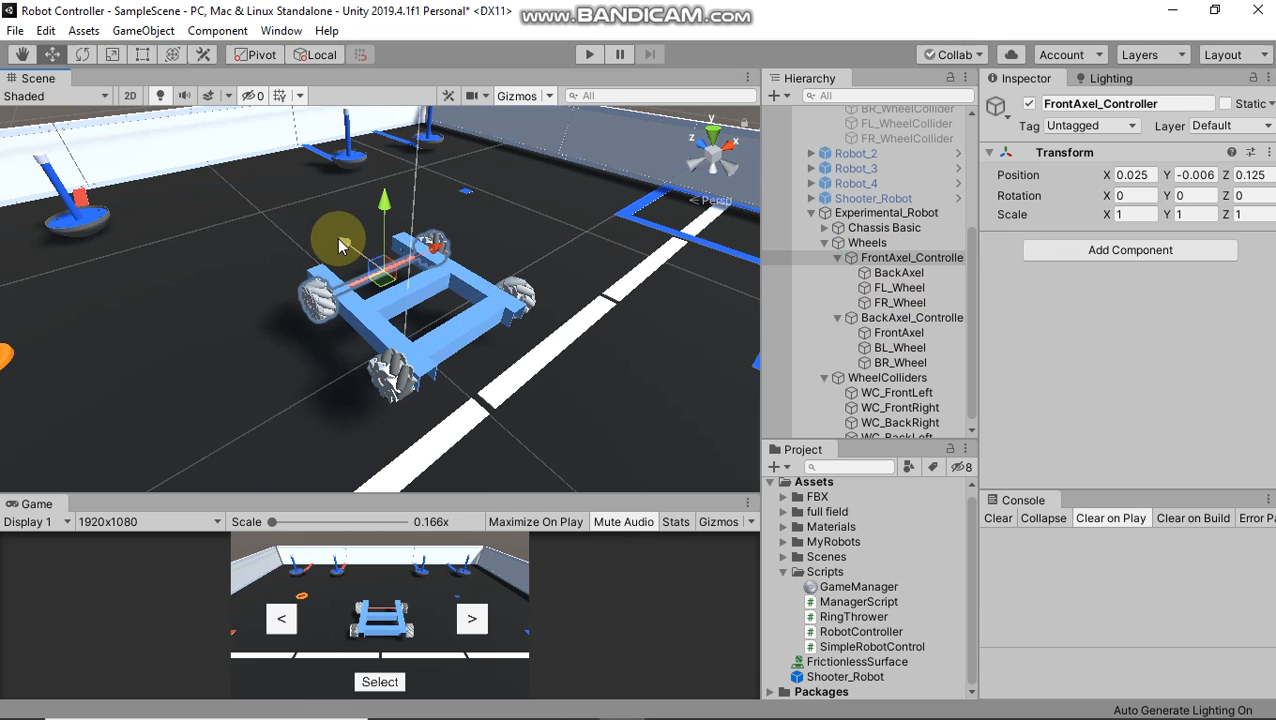 Robot Controller - SampleScene - PC, Mac & Linux Standalone - Unity 2019.4.1f1 Personal* <DX11>
www.BANDICAM.com
File Edit Assets GameObject Component Window Help
Pivot Local Collab Account Layers Layout
Scene
Shaded 2D 0 Gizmos All
y
x
z
Persp
Hierarchy
All
BR_WheelCollider
FL_WheelCollider
FR_WheelCollider
Robot_2
Robot_3
Robot_4
Shooter_Robot
Experimental_Robot
Chassis Basic
Wheels
FrontAxel_Controlle
BackAxel
FL_Wheel
FR_Wheel
BackAxel_Controlle
FrontAxel
BL_Wheel
BR_Wheel
WheelColliders
WC_FrontLeft
WC_FrontRight
WC_BackRight
WC_BackLeft
Inspector Lighting
FrontAxel_Controller Static
Tag Untagged Layer Default
Transform
Position X 0.025 Y -0.006 Z 0.125
Rotation X 0 Y 0 Z 0
Scale X 1 Y 1 Z 1
Add Component
Game
Display 1 1920x1080 Scale 0.166x Maximize On Play Mute Audio Stats Gizmos
< >
Select
Project
8
Assets
FBX
full field
Materials
MyRobots
Scenes
Scripts
GameManager
ManagerScript
RingThrower
RobotController
SimpleRobotControl
FrictionlessSurface
Shooter_Robot
Packages
Console
Clear Collapse Clear on Play Clear on Build Error P
Auto Generate Lighting On